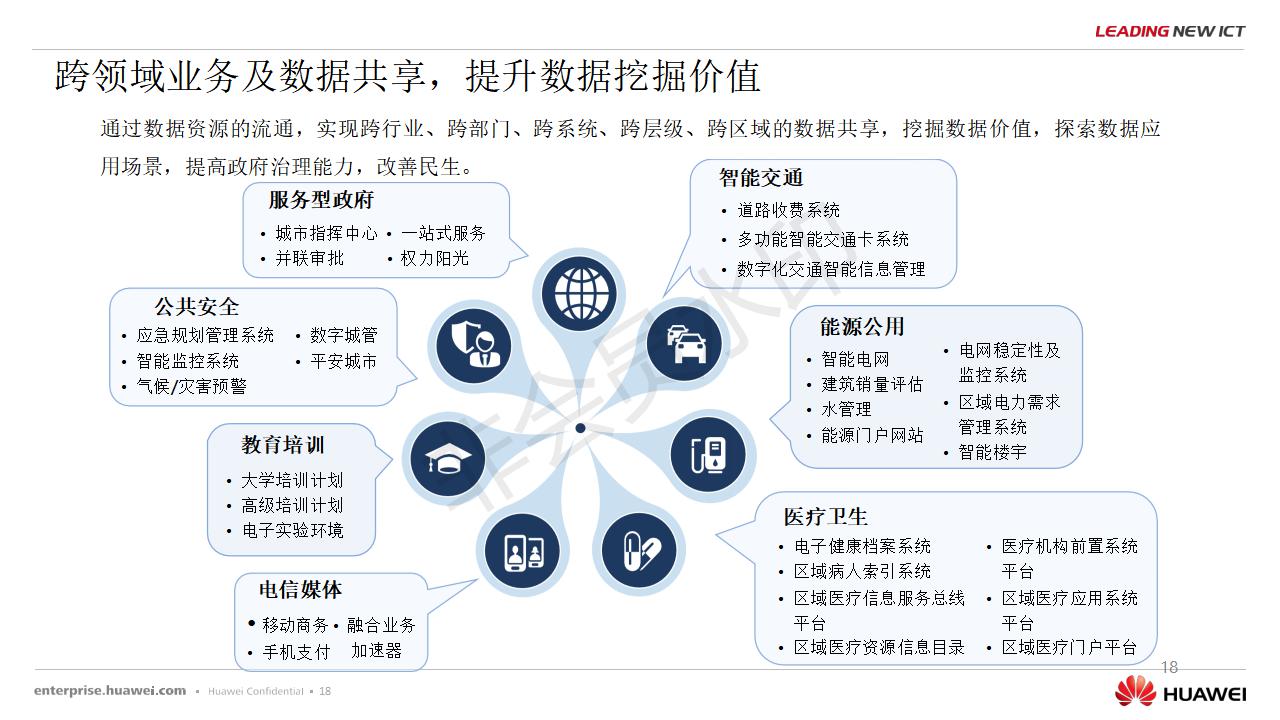 LEADING NEW ICT
跨领域业务及数据共享，提升数据挖掘价值
通过数据资源的流通，实现跨行业、跨部门、跨系统、跨层级、跨区域的数据共享，挖掘数据价值，探索数据应
用场景，提高政府治理能力，改善民生。
服务型政府
• 城市指挥中心 • 一站式服务
• 并联审批 • 权力阳光
智能交通
• 道路收费系统
• 多功能智能交通卡系统
• 数字化交通智能信息管理
公共安全
• 应急规划管理系统 • 数字城管
• 智能监控系统 • 平安城市
• 气候/灾害预警
能源公用
• 智能电网
• 建筑销量评估
• 水管理
• 能源门户网站
• 电网稳定性及
监控系统
• 区域电力需求
管理系统
• 智能楼宇
教育培训
• 大学培训计划
• 高级培训计划
• 电子实验环境
医疗卫生
• 电子健康档案系统
• 区域病人索引系统
• 区域医疗信息服务总线
平台
• 区域医疗资源信息目录
• 医疗机构前置系统
平台
• 区域医疗应用系统
平台
• 区域医疗门户平台
电信媒体
• 移动商务 • 融合业务
• 手机支付 加速器
非会员水印
18
enterprise.huawei.com ▪ Huawei Confidential ▪ 18
HUAWEI